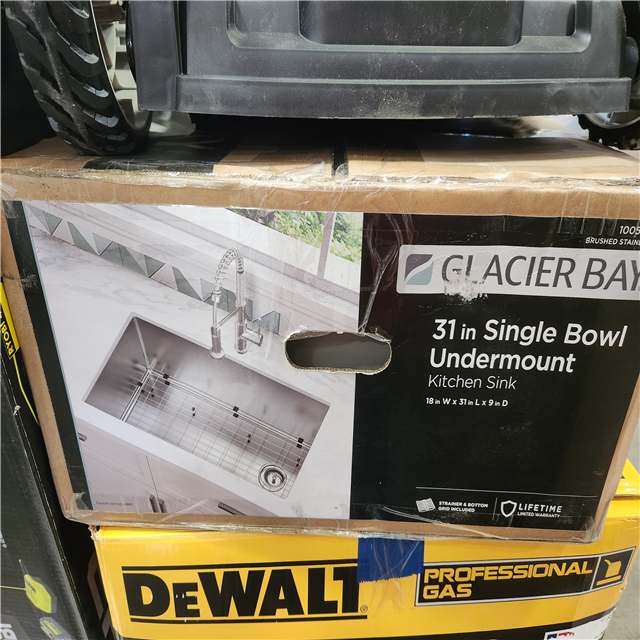 1005
BRUSHED STAIN
GLACIER BAY
31 in Single Bowl
Undermount
Kitchen Sink
18 in W x 31 in L x 9 in D
STRAINER & BOTTOM
GRID INCLUDED
LIFETIME
LIMITED WARRANTY
RYOBI
DEWALT
PROFESSIONAL
GAS